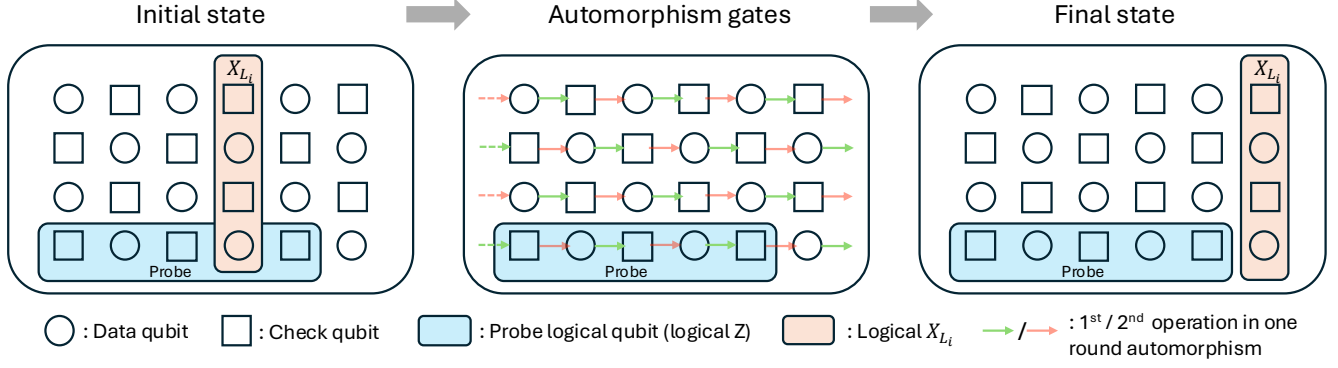 Initial state
Automorphism gates
Final state
X_{L_i}
X_{L_i}
Probe
Probe
Probe
: Data qubit
: Check qubit
: Probe logical qubit (logical Z)
: Logical X_{L_i}
/
: 1st / 2nd operation in one
round automorphism